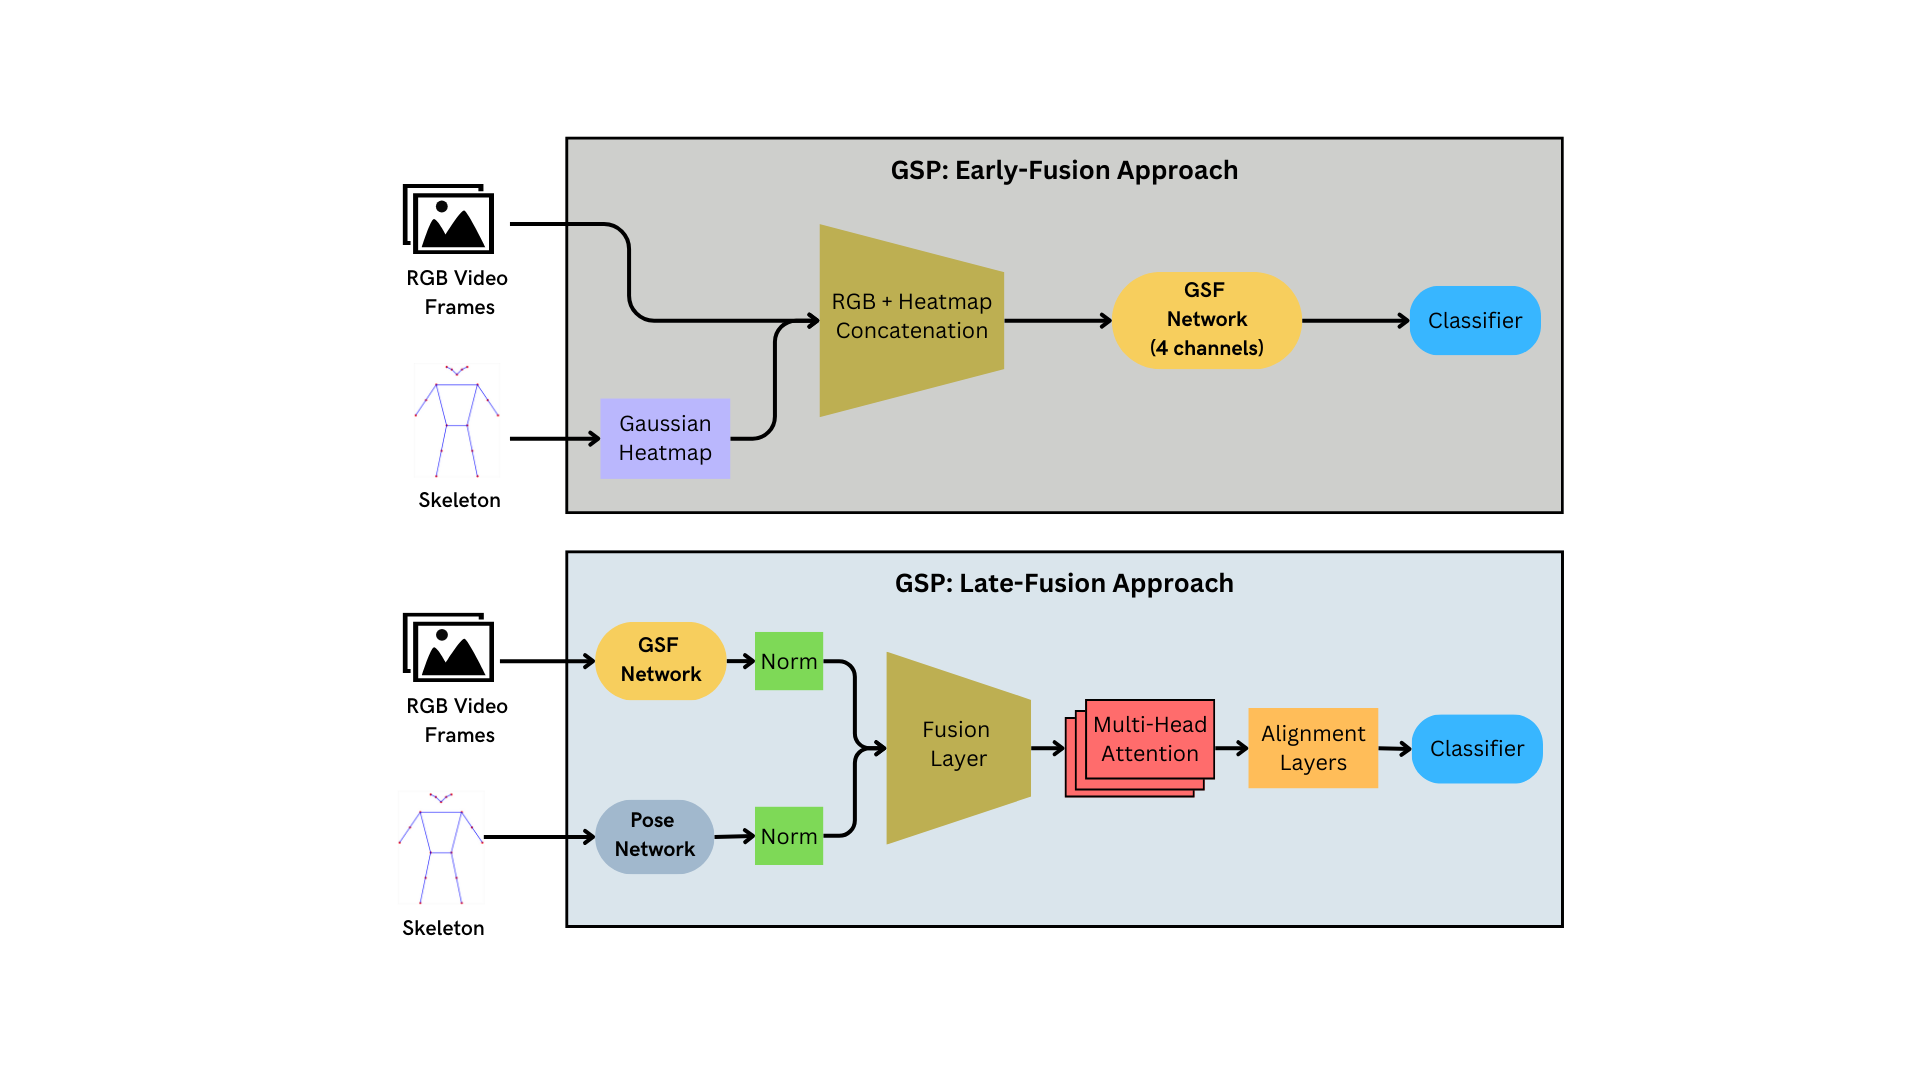 GSP: Early-Fusion Approach
RGB Video
Frames
RGB + Heatmap
Concatenation
GSF
Network
(4 channels)
Classifier
Gaussian
Heatmap
Skeleton
GSP: Late-Fusion Approach
RGB Video
Frames
GSF
Network
Norm
Fusion
Layer
Multi-Head
Attention
Alignment
Layers
Classifier
Pose
Network
Norm
Skeleton